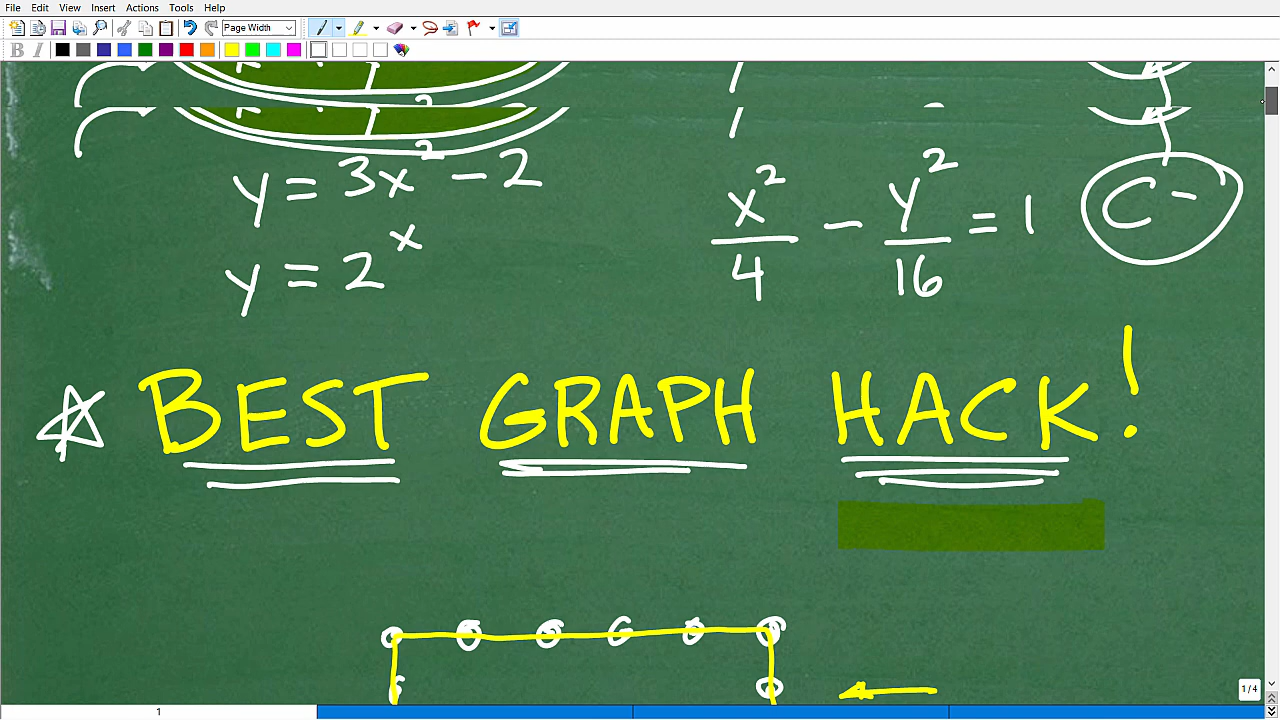 File Edit View Insert Actions Tools Help
Page Width
B I
y = 3x² - 2
y = 2ˣ
x²/4 - y²/16 = 1
C-
BEST GRAPH HACK!
1/4
1